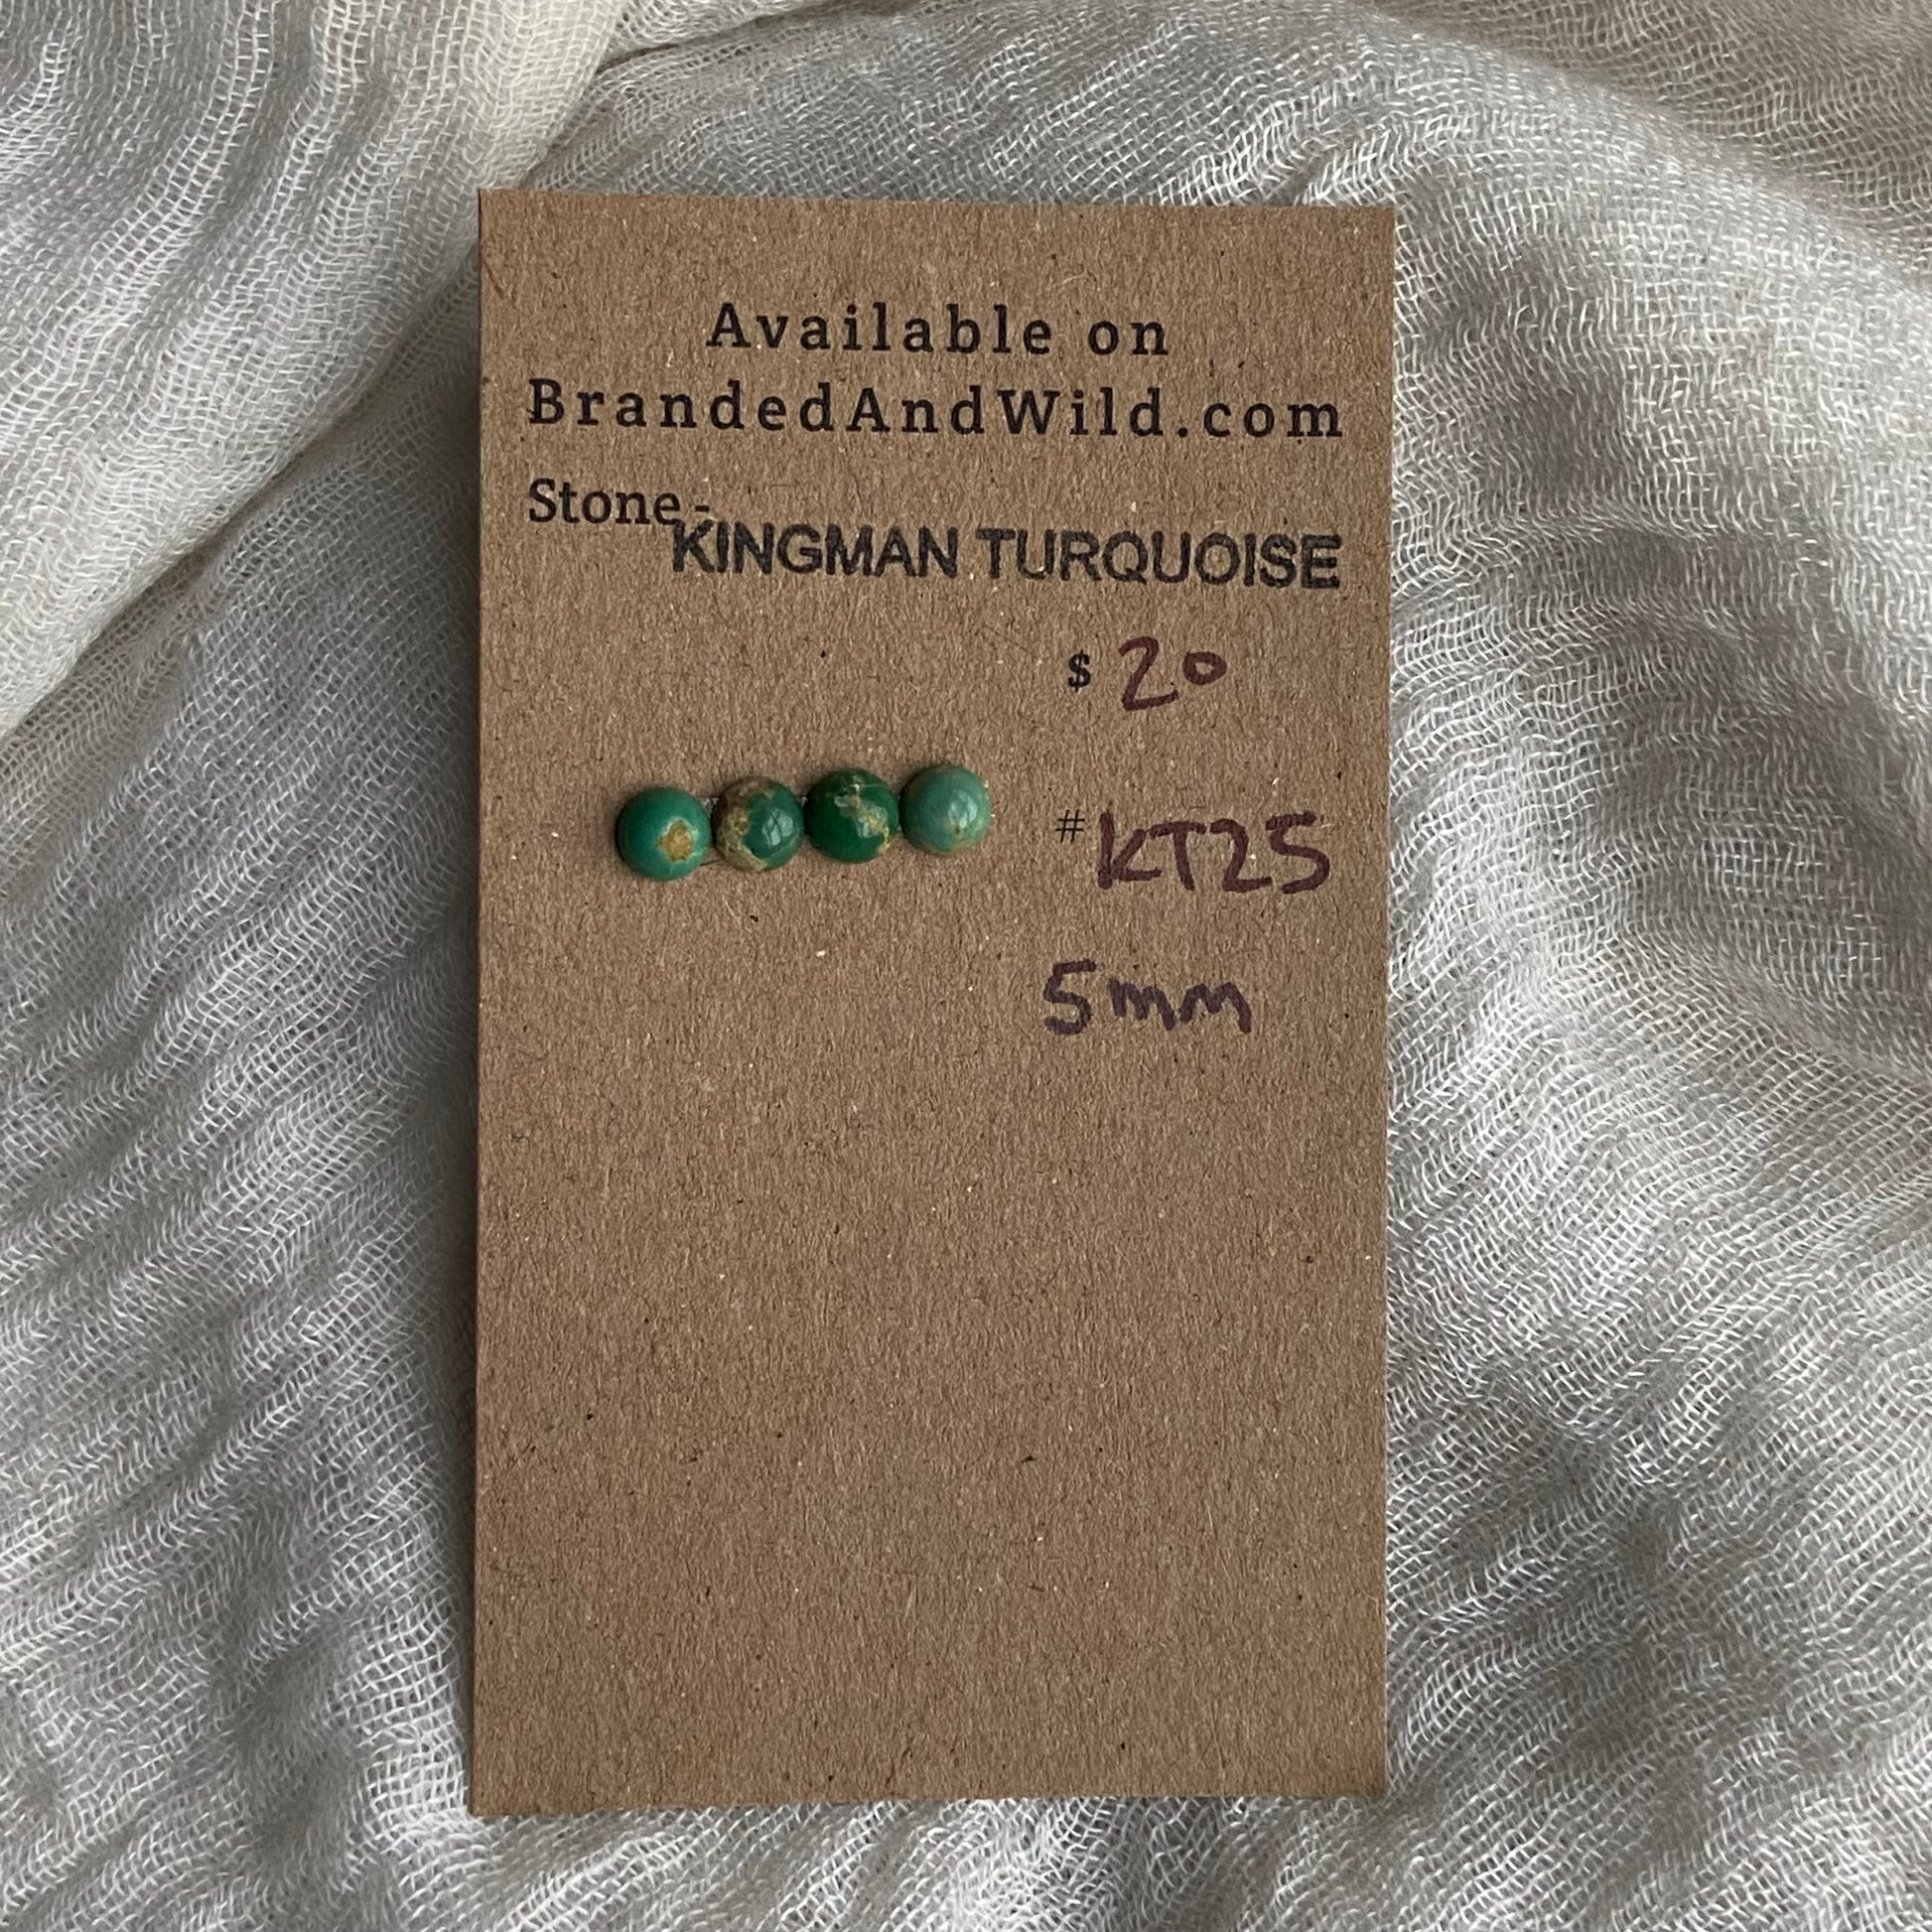 Available on
BrandedAndWild.com
Stone-
KINGMAN TURQUOISE
$ 20
# KT25
5mm